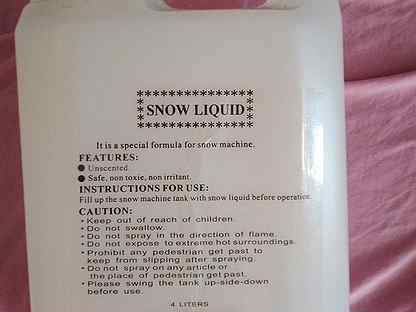 SNOW LIQUID
It is a special formula for snow machine.
FEATURES:
● Unscented.
● Safe, non toxie, non irritant.
INSTRUCTIONS FOR USE:
Fill up the snow machine tank with snow liquid before operatice.
CAUTION:
• Keep out of reach of children.
• Do not swallow.
• Do not spray in the direction of flame.
• Do not expose to extreme hot surroundings.
• Prohibit any pedestrian get past to
keep from slipping after spraying.
• Do not spray on any article or
the place of pedestrian get past.
• Please swing the tank up-side-down
before use.
4 LITERS